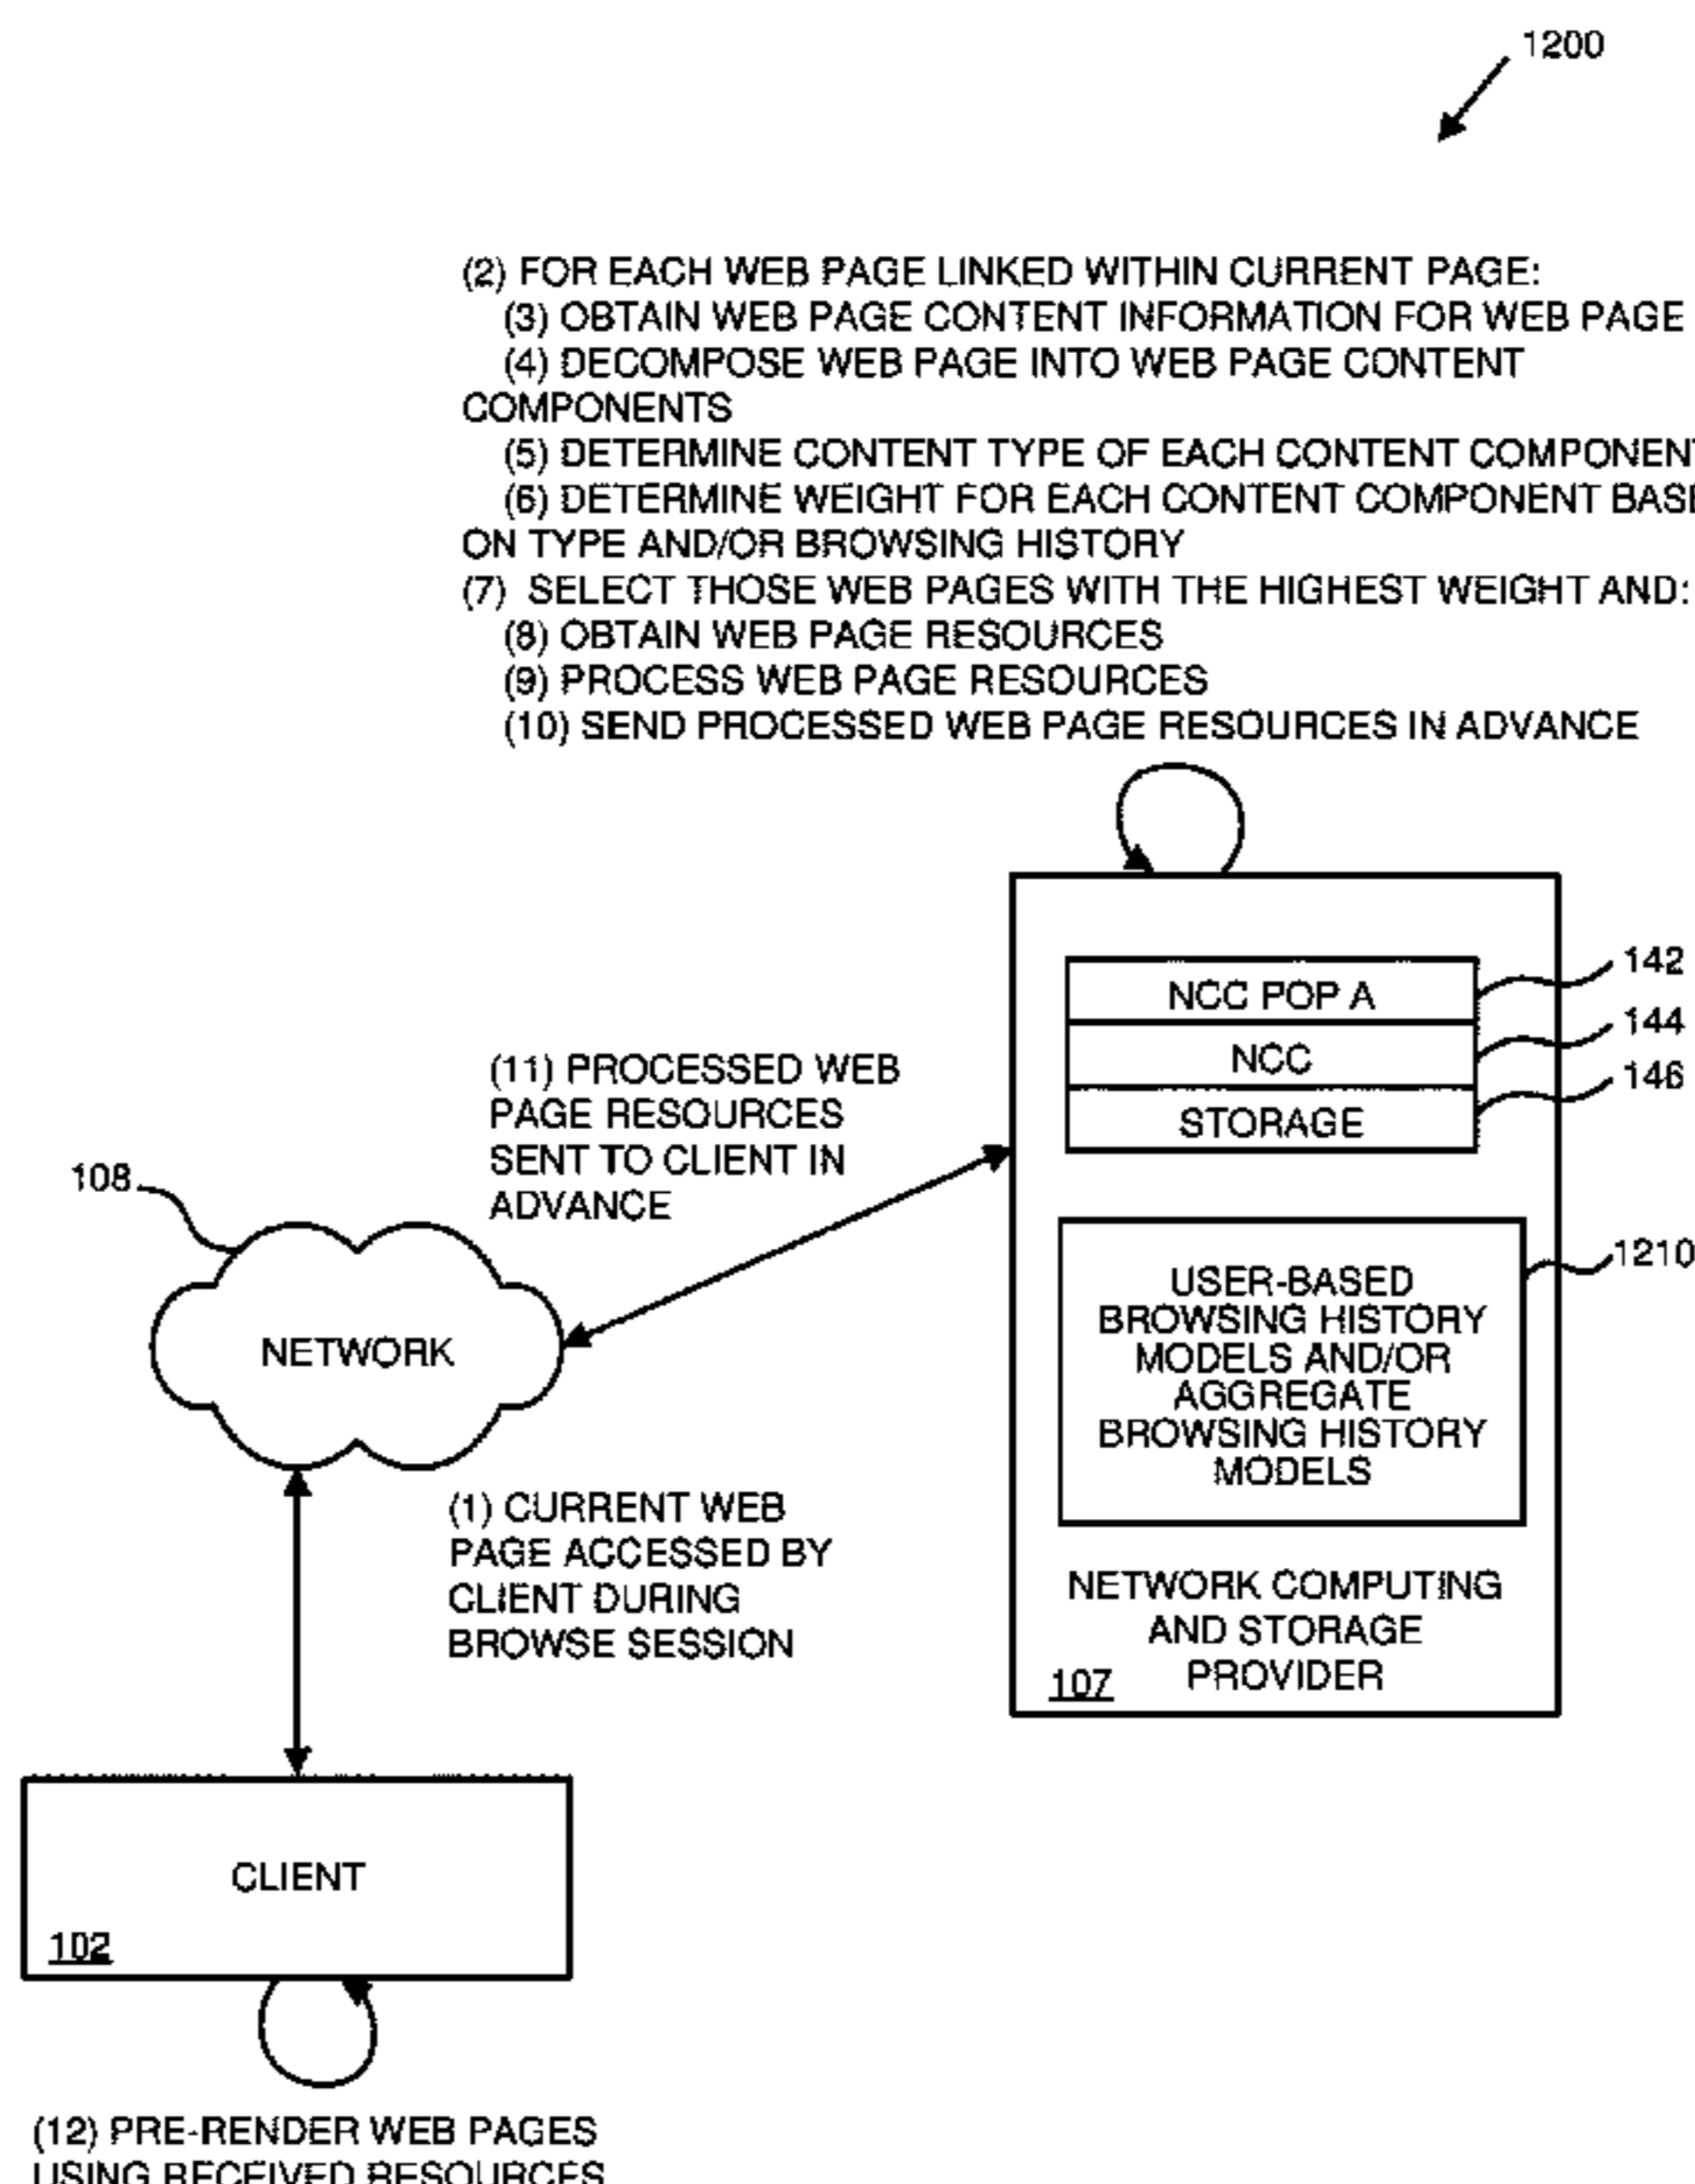 1200
(2) FOR EACH WEB PAGE LINKED WITHIN CURRENT PAGE:
(3) OBTAIN WEB PAGE CONTENT INFORMATION FOR WEB PAGE
(4) DECOMPOSE WEB PAGE INTO WEB PAGE CONTENT
COMPONENTS
(5) DETERMINE CONTENT TYPE OF EACH CONTENT COMPONENT
(6) DETERMINE WEIGHT FOR EACH CONTENT COMPONENT BASE
ON TYPE AND/OR BROWSING HISTORY
(7) SELECT THOSE WEB PAGES WITH THE HIGHEST WEIGHT AND:
(8) OBTAIN WEB PAGE RESOURCES
(9) PROCESS WEB PAGE RESOURCES
(10) SEND PROCESSED WEB PAGE RESOURCES IN ADVANCE
NCC POP A
142
NCC
144
STORAGE
146
(11) PROCESSED WEB
PAGE RESOURCES
SENT TO CLIENT IN
ADVANCE
108
NETWORK
1210
USER-BASED
BROWSING HISTORY
MODELS AND/OR
AGGREGATE
BROWSING HISTORY
MODELS
NETWORK COMPUTING
AND STORAGE
PROVIDER
107
(1) CURRENT WEB
PAGE ACCESSED BY
CLIENT DURING
BROWSE SESSION
CLIENT
102
(12) PRE-RENDER WEB PAGES
USING RECEIVED RESOURCES